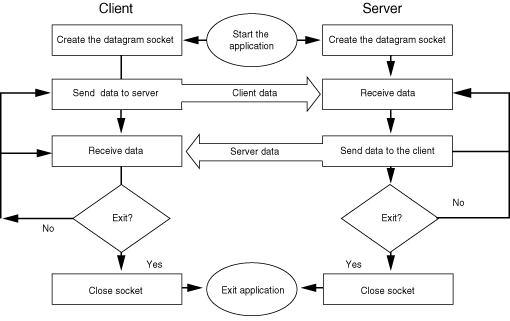 Client
Server
Start the
application
Create the datagram socket
Create the datagram socket
Send  data to server
Client data
Receive data
Receive data
Server data
Send data to the client
Exit?
No
Exit?
No
Yes
Yes
Close socket
Exit application
Close socket